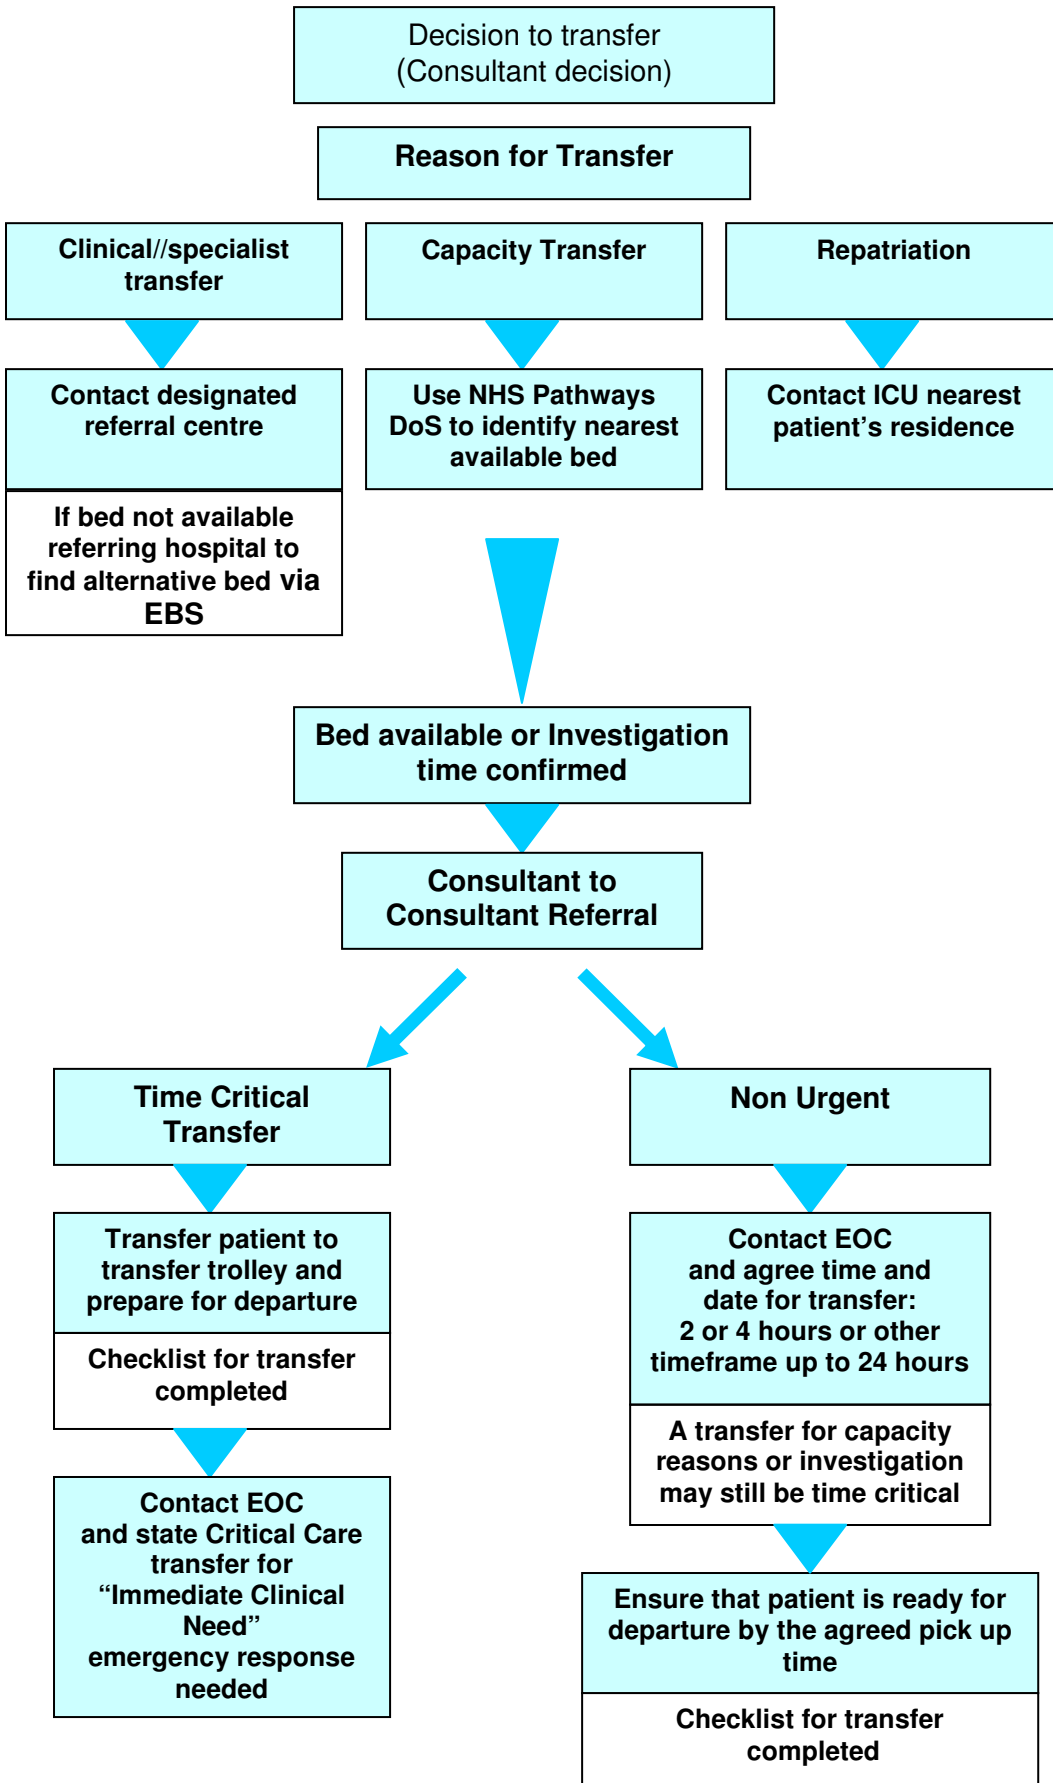 Decision to transfer
(Consultant decision)
Reason for Transfer
Clinical//specialist
transfer
Capacity Transfer
Repatriation
Contact designated
referral centre
Use NHS Pathways
DoS to identify nearest
available bed
Contact ICU nearest
patient's residence
If bed not available
referring hospital to
find alternative bed via
EBS
Bed available or Investigation
time confirmed
Consultant to
Consultant Referral
Time Critical
Transfer
Non Urgent
Transfer patient to
transfer trolley and
prepare for departure
Checklist for transfer
completed
Contact EOC
and state Critical Care
transfer for
“Immediate Clinical
Need”
emergency response
needed
Contact EOC
and agree time and
date for transfer:
2 or 4 hours or other
timeframe up to 24 hours
A transfer for capacity
reasons or investigation
may still be time critical
Ensure that patient is ready for
departure by the agreed pick up
time
Checklist for transfer
completed